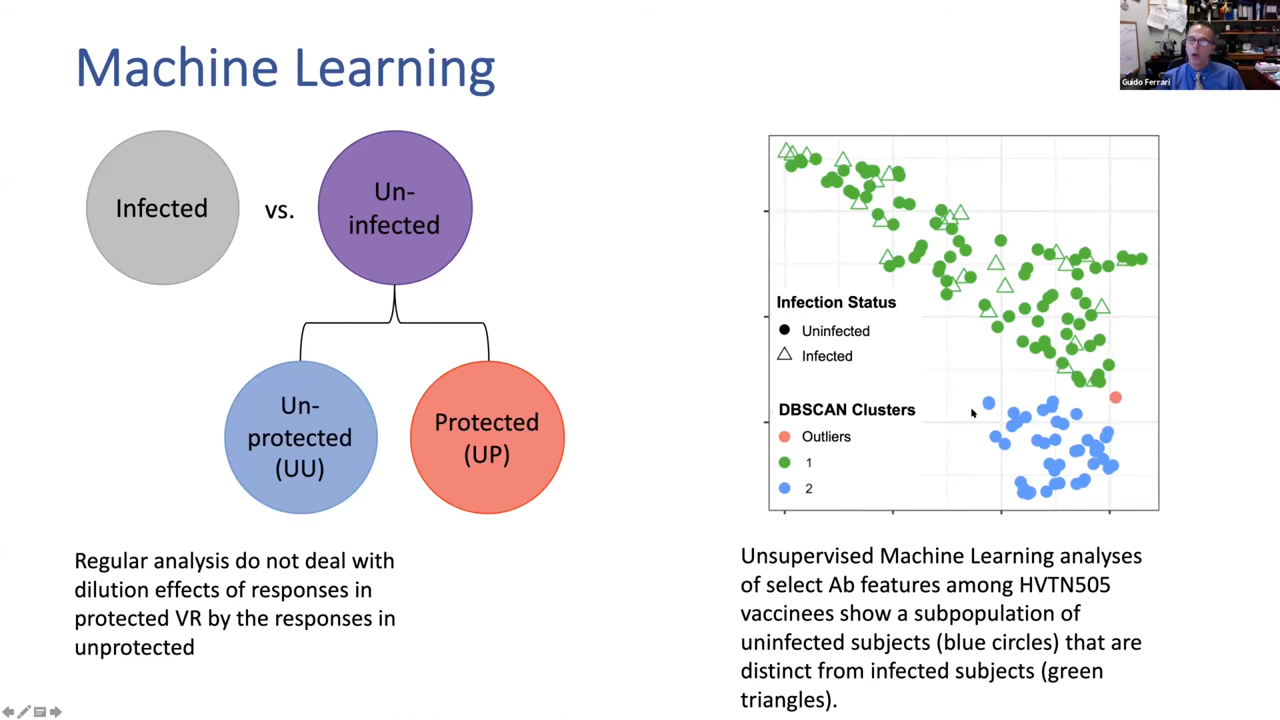 Machine Learning
Guido Ferrari
Infected
vs.
Un-
infected
Un-
protected
(UU)
Protected
(UP)
Regular analysis do not deal with
dilution effects of responses in
protected VR by the responses in
unprotected
Infection Status
Uninfected
Infected
DBSCAN Clusters
Outliers
1
2
Unsupervised Machine Learning analyses
of select Ab features among HVTN505
vaccinees show a subpopulation of
uninfected subjects (blue circles) that are
distinct from infected subjects (green
triangles).